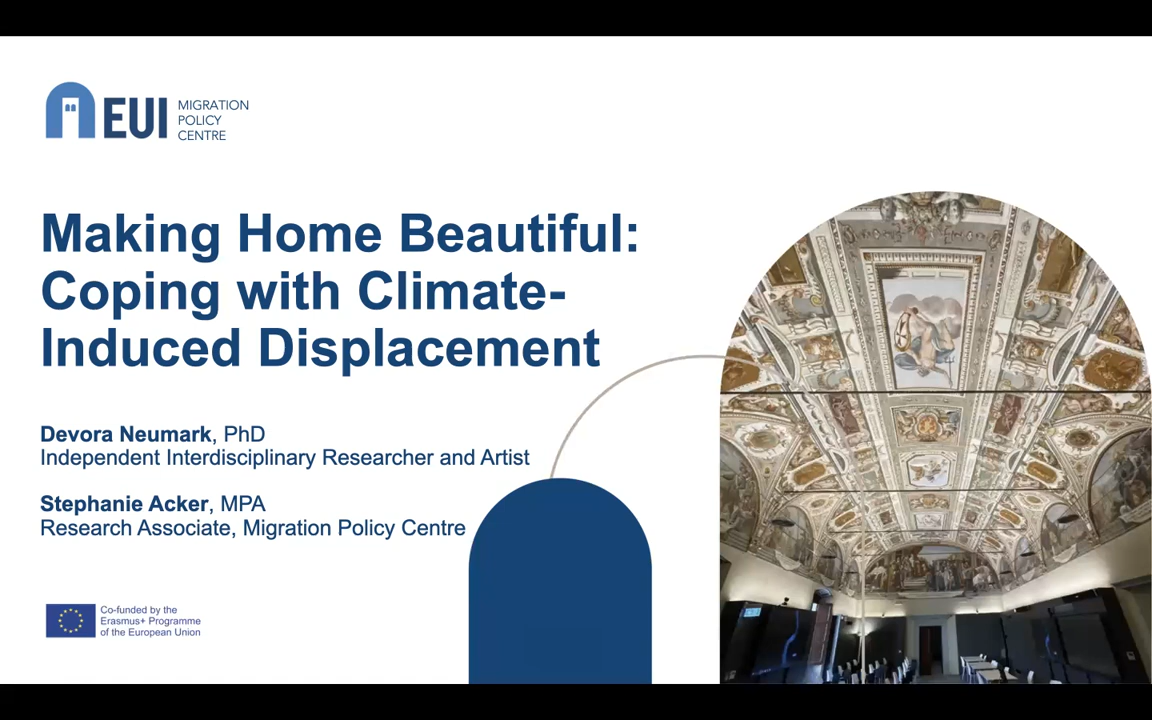 EUI
MIGRATION
POLICY
CENTRE
Making Home Beautiful:
Coping with Climate-
Induced Displacement
Devora Neumark, PhD
Independent Interdisciplinary Researcher and Artist
Stephanie Acker, MPA
Research Associate, Migration Policy Centre
Co-funded by the
Erasmus+ Programme
of the European Union